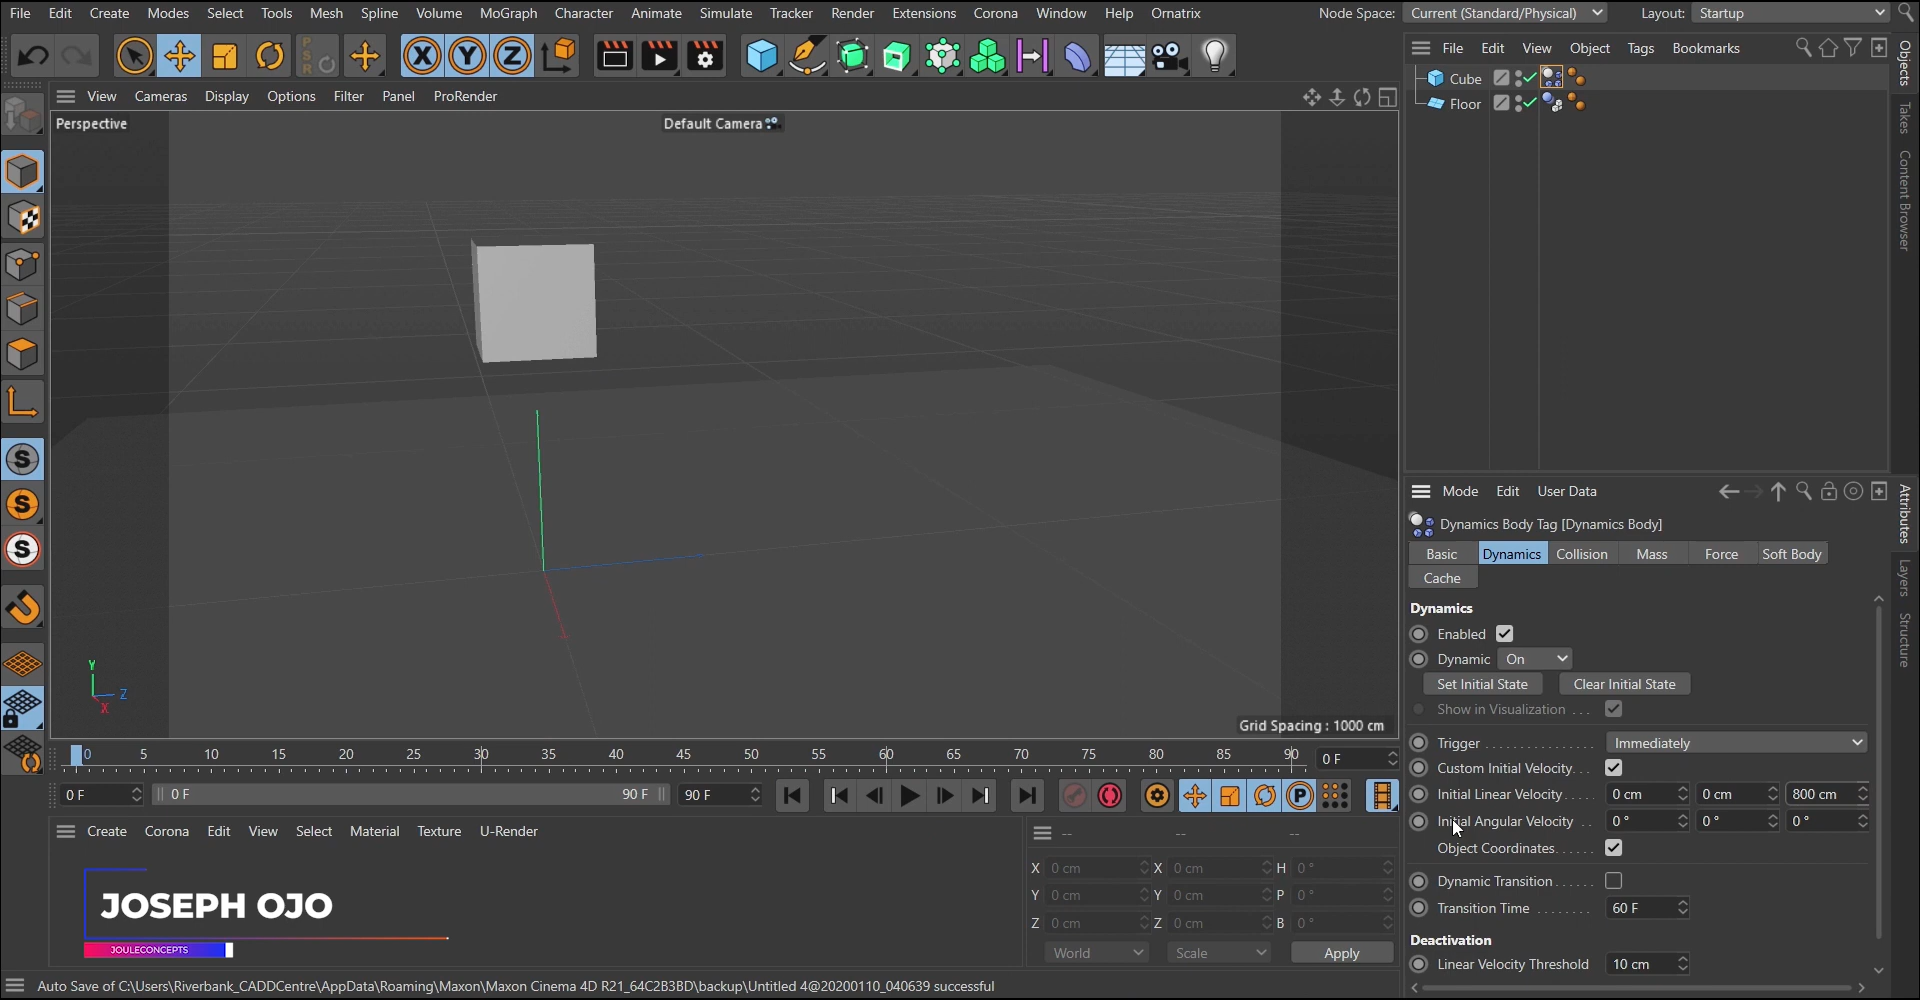 File Edit Create Modes Select Tools Mesh Spline Volume MoGraph Character Animate Simulate Tracker Render Extensions Corona Window Help Ornatrix Node Space: Current (Standard/Physical) Layout: Startup
File Edit View Object Tags Bookmarks
View Cameras Display Options Filter Panel ProRender
Perspective
Default Camera
Cube
Floor
Objects
Takes
Content Browser
Y
Z
X
Grid Spacing : 1000 cm
Mode Edit User Data
Dynamics Body Tag [Dynamics Body]
Basic Dynamics Collision Mass Force Soft Body
Cache
Dynamics
Enabled
Dynamic On
Set Initial State Clear Initial State
Show in Visualization . . .
Trigger . . . . . . . . . . . . . . . Immediately
Custom Initial Velocity. . .
Initial Linear Velocity. . . . . 0 cm 0 cm 800 cm
Initial Angular Velocity . . 0 ° 0 ° 0 °
Object Coordinates. . . . . .
Dynamic Transition . . . . . .
Transition Time . . . . . . . . 60 F
Deactivation
Linear Velocity Threshold 10 cm
Attributes
Layers
Structure
0 5 10 15 20 25 30 35 40 45 50 55 60 65 70 75 80 85 90 0 F
0 F 0 F 90 F 90 F
Create Corona Edit View Select Material Texture U-Render
-- -- --
X 0 cm X 0 cm H 0 °
Y 0 cm Y 0 cm P 0 °
Z 0 cm Z 0 cm B 0 °
World Scale Apply
JOSEPH OJO
JOULECONCEPTS
Auto Save of C:\Users\Riverbank_CADDCentre\AppData\Roaming\Maxon\Maxon Cinema 4D R21_64C2B3BD\backup\Untitled 4@20200110_040639 successful